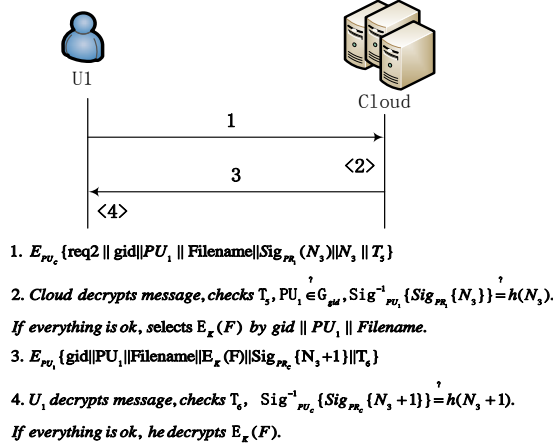 U1
Cloud
1
<2>
3
<4>
1. E_{PU_c} {req2 || gid||PU_1 || Filename||Sig_{PR_1} (N_3)||N_3 || T_5}
2. Cloud decrypts message, checks T_5, PU_1 ∈^? G_{gid}, Sig^{-1}_{PU_1} {Sig_{PR_1} {N_3}} =^? h(N_3).
If everything is ok, selects E_K (F) by gid || PU_1 || Filename.
3. E_{PU_1} {gid||PU_1||Filename||E_K (F)||Sig_{PR_c} {N_3+1}||T_6}
4. U_1 decrypts message, checks T_6, Sig^{-1}_{PU_c} {Sig_{PR_c} {N_3+1}} =^? h(N_3+1).
If everything is ok, he decrypts E_K (F).